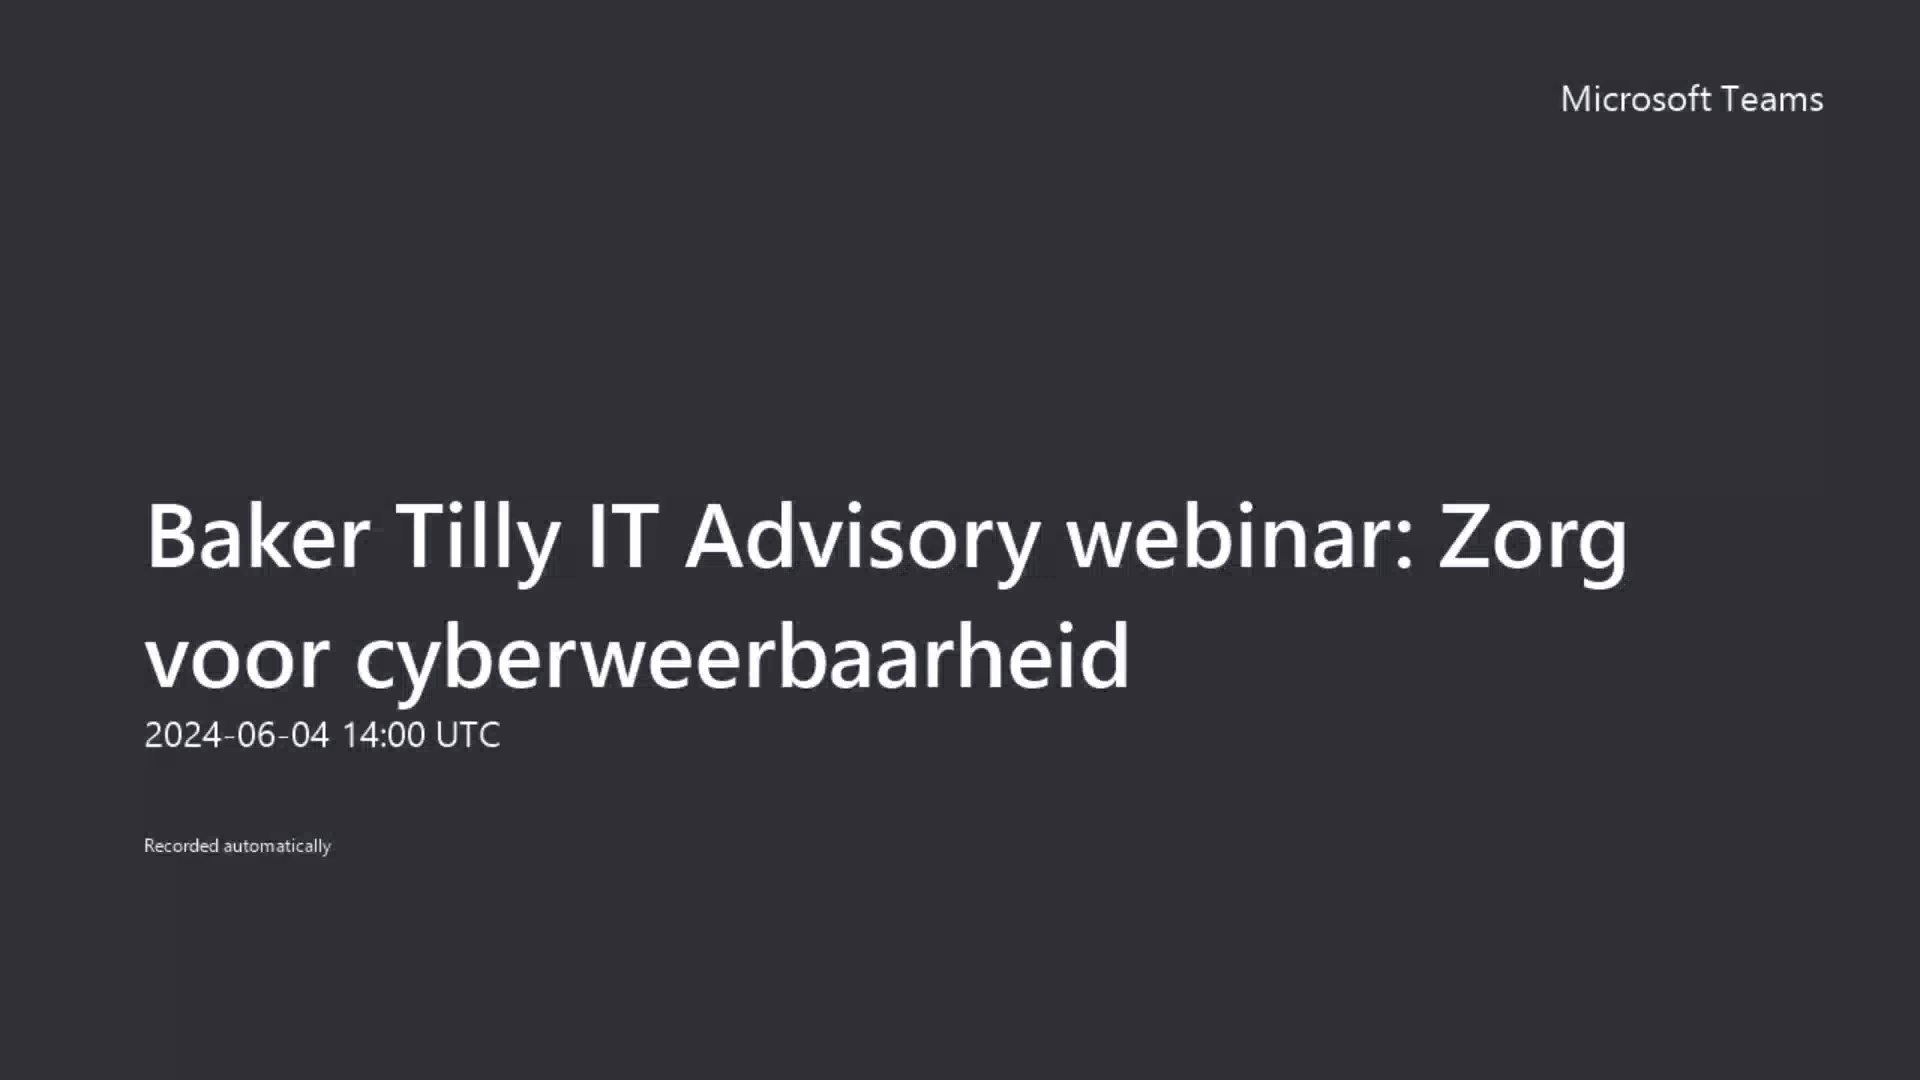 Microsoft Teams
Baker Tilly IT Advisory webinar: Zorg
voor cyberweerbaarheid
2024-06-04 14:00 UTC
Recorded automatically